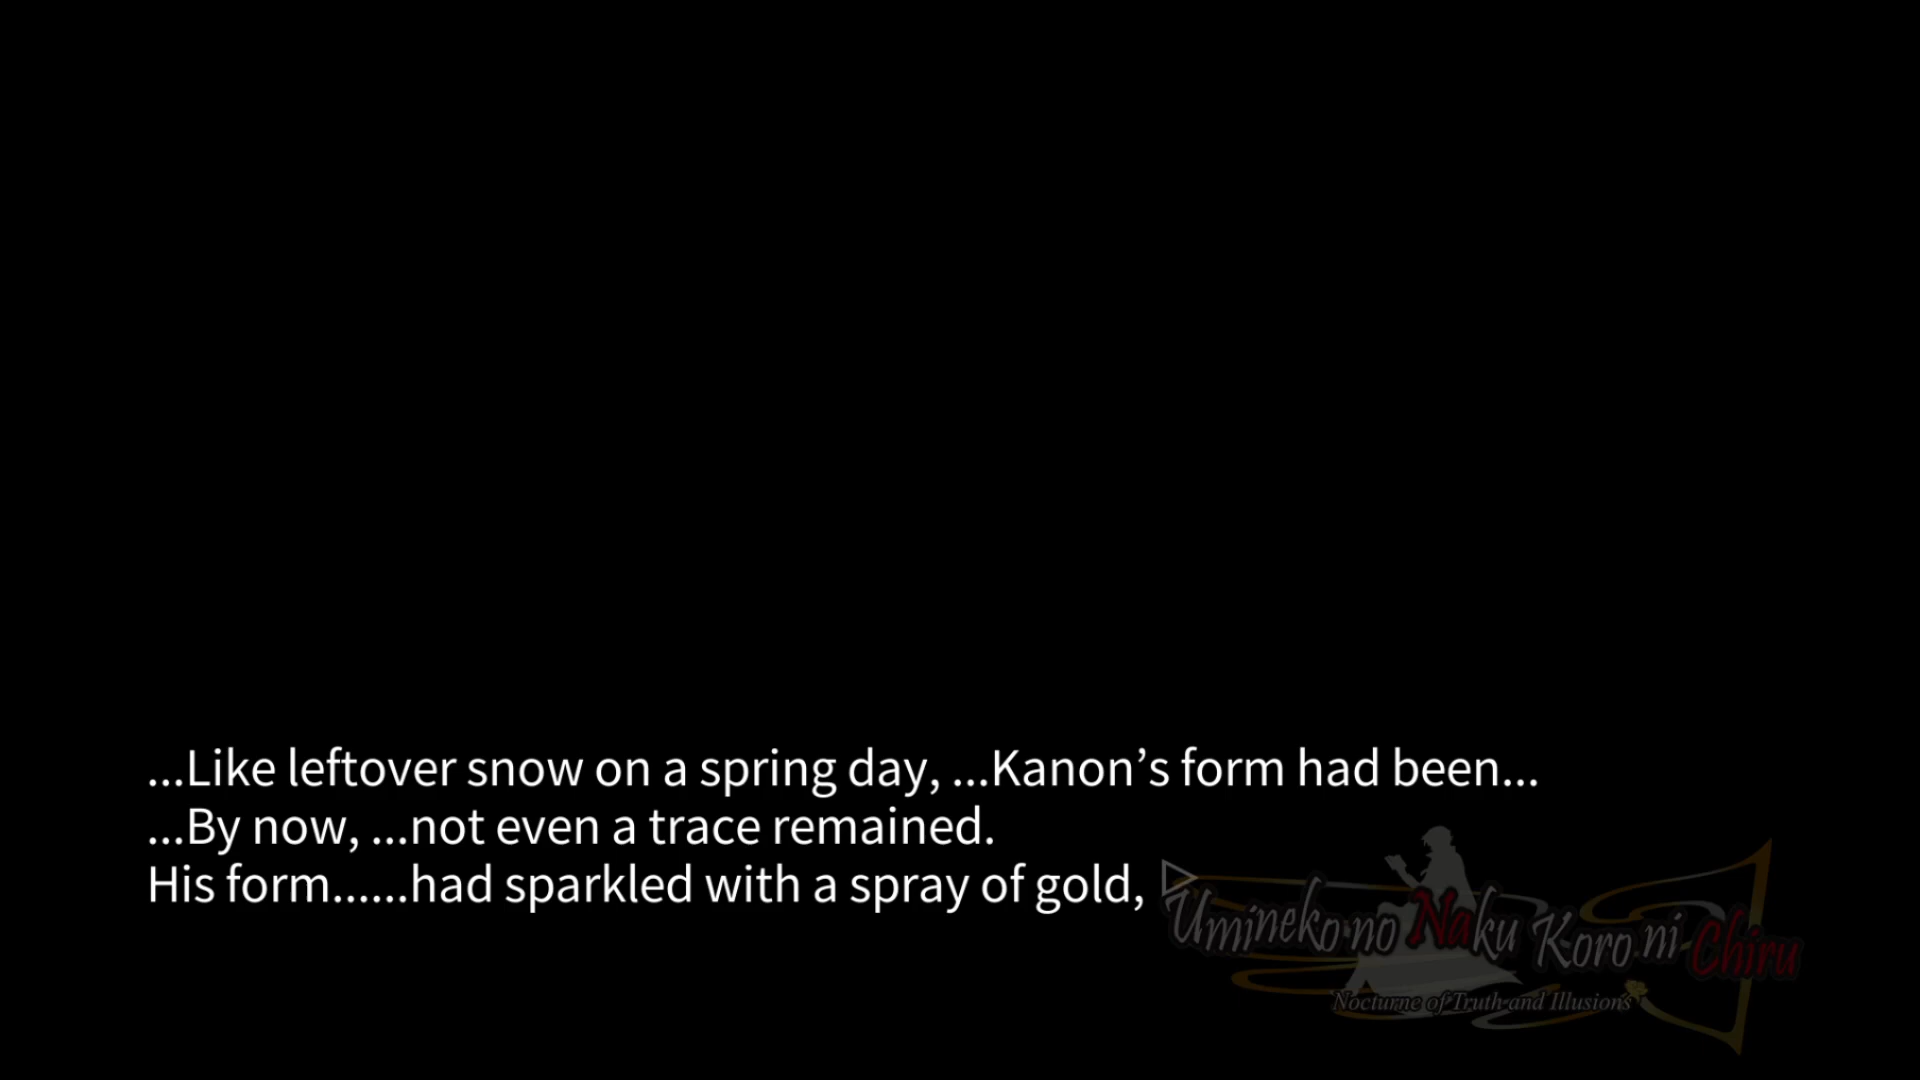 ...Like leftover snow on a spring day, ...Kanon’s form had been...
...By now, ...not even a trace remained.
His form......had sparkled with a spray of gold,
Umineko no Naku Koro ni Chiru
Nocturne of Truth and Illusions